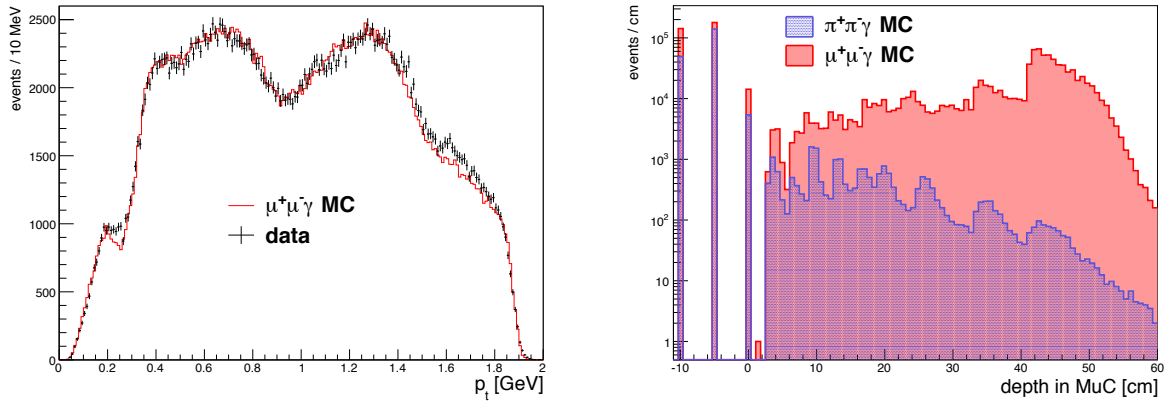 events / 10 MeV
2500
2000
1500
1000
500
0
μ⁺μ⁻γ MC
data
0 0.2 0.4 0.6 0.8 1 1.2 1.4 1.6 1.8 2
pₜ [GeV]
events / cm
10⁵
10⁴
10³
10²
10
1
π⁺π⁻γ MC
μ⁺μ⁻γ MC
-10 0 10 20 30 40 50 60
depth in MuC [cm]